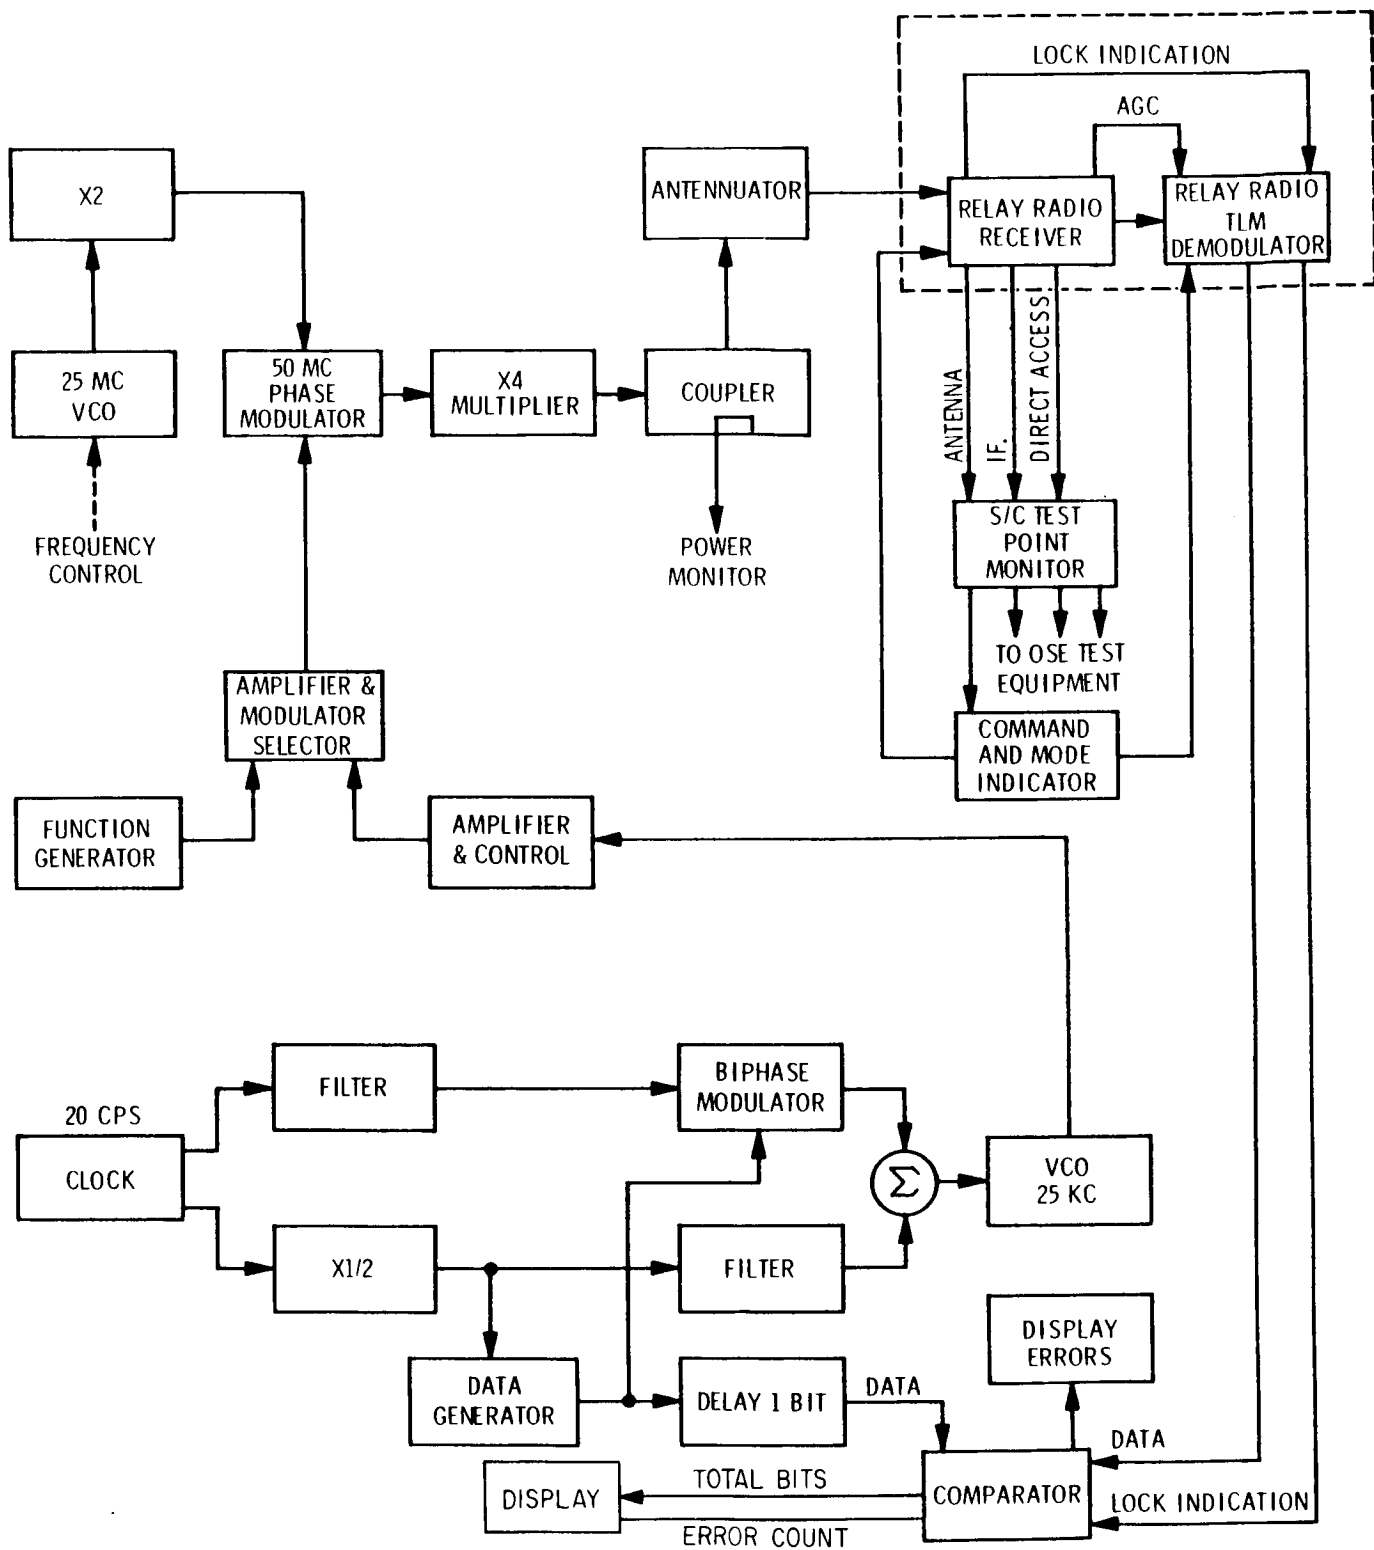 LOCK INDICATION
AGC
X2
ANTENNUATOR
RELAY RADIO
RECEIVER
RELAY RADIO
TLM
DEMODULATOR
25 MC
VCO
50 MC
PHASE
MODULATOR
X4
MULTIPLIER
COUPLER
ANTENNA
IF.
DIRECT ACCESS
FREQUENCY
CONTROL
POWER
MONITOR
S/C TEST
POINT
MONITOR
TO OSE TEST
EQUIPMENT
AMPLIFIER &
MODULATOR
SELECTOR
COMMAND
AND MODE
INDICATOR
FUNCTION
GENERATOR
AMPLIFIER
& CONTROL
FILTER
BIPHASE
MODULATOR
20 CPS
CLOCK
Σ
VCO
25 KC
X1/2
FILTER
DISPLAY
ERRORS
DATA
GENERATOR
DELAY 1 BIT
DATA
DATA
DISPLAY
TOTAL BITS
ERROR COUNT
COMPARATOR
LOCK INDICATION